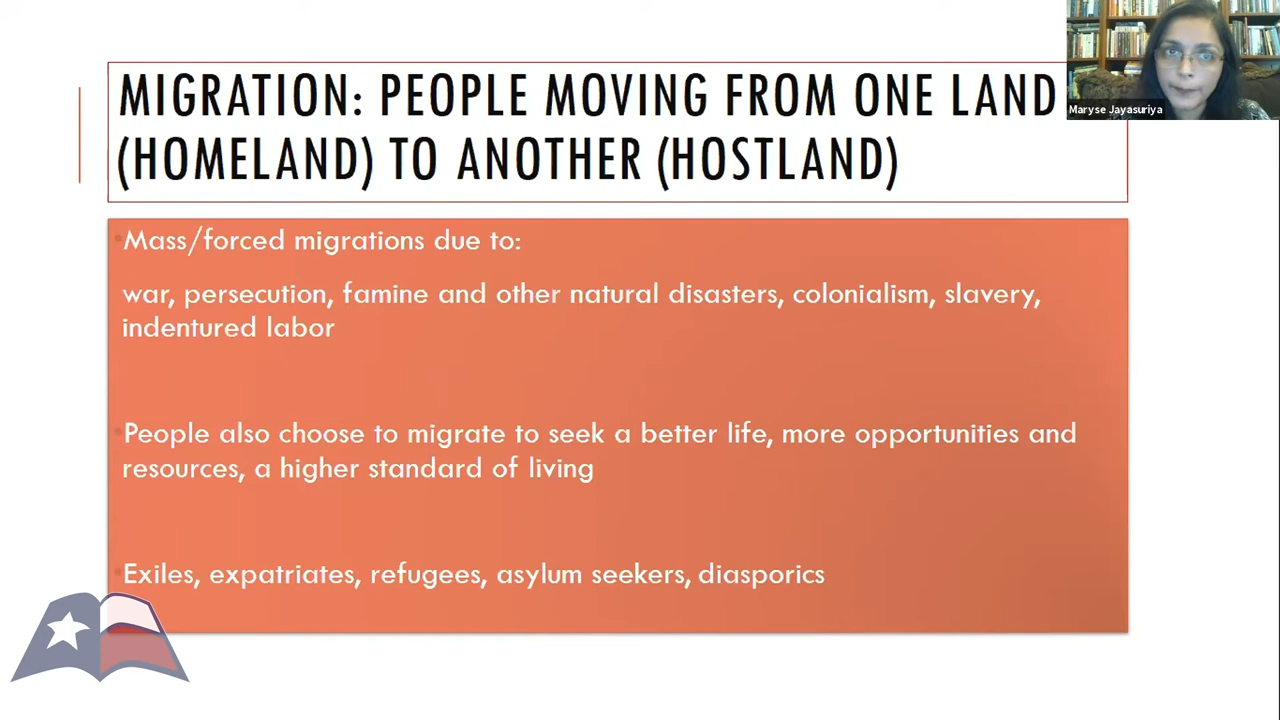 MIGRATION: PEOPLE MOVING FROM ONE LAND
(HOMELAND) TO ANOTHER (HOSTLAND)
Maryse Jayasuriya
Mass/forced migrations due to:
war, persecution, famine and other natural disasters, colonialism, slavery,
indentured labor
People also choose to migrate to seek a better life, more opportunities and
resources, a higher standard of living
Exiles, expatriates, refugees, asylum seekers, diasporics